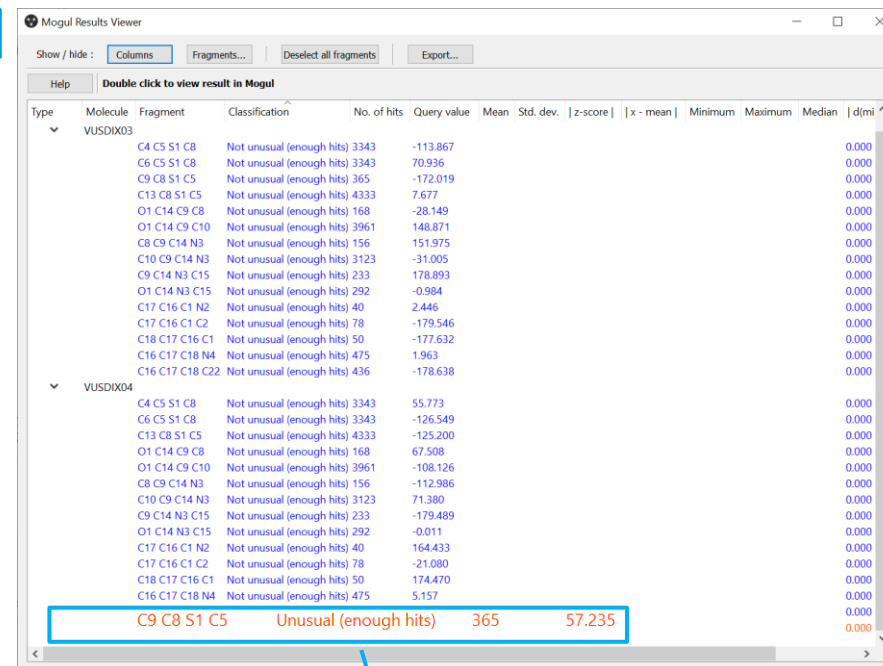 Mogul Results Viewer
Show / hide : Columns Fragments... Deselect all fragments Export...
Help Double click to view result in Mogul
Type Molecule Fragment Classification No. of hits Query value Mean Std. dev. | z-score | | x - mean | Minimum Maximum Median | d(mi
VUSDIX03
C4 C5 S1 C8 Not unusual (enough hits) 3343 -113.867 0.000
C6 C5 S1 C8 Not unusual (enough hits) 3343 70.936 0.000
C9 C8 S1 C5 Not unusual (enough hits) 365 -172.019 0.000
C13 C8 S1 C5 Not unusual (enough hits) 4333 7.677 0.000
O1 C14 C9 C8 Not unusual (enough hits) 168 -28.149 0.000
O1 C14 C9 C10 Not unusual (enough hits) 3961 148.871 0.000
C8 C9 C14 N3 Not unusual (enough hits) 156 151.975 0.000
C10 C9 C14 N3 Not unusual (enough hits) 3123 -31.005 0.000
C9 C14 N3 C15 Not unusual (enough hits) 233 178.893 0.000
O1 C14 N3 C15 Not unusual (enough hits) 292 -0.984 0.000
C17 C16 C1 N2 Not unusual (enough hits) 40 2.446 0.000
C17 C16 C1 C2 Not unusual (enough hits) 78 -179.546 0.000
C18 C17 C16 C1 Not unusual (enough hits) 50 -177.632 0.000
C16 C17 C18 N4 Not unusual (enough hits) 475 1.963 0.000
C16 C17 C18 C22 Not unusual (enough hits) 436 -178.638 0.000
VUSDIX04
C4 C5 S1 C8 Not unusual (enough hits) 3343 55.773 0.000
C6 C5 S1 C8 Not unusual (enough hits) 3343 -126.549 0.000
C13 C8 S1 C5 Not unusual (enough hits) 4333 -125.200 0.000
O1 C14 C9 C8 Not unusual (enough hits) 168 67.508 0.000
O1 C14 C9 C10 Not unusual (enough hits) 3961 -108.126 0.000
C8 C9 C14 N3 Not unusual (enough hits) 156 -112.986 0.000
C10 C9 C14 N3 Not unusual (enough hits) 3123 71.380 0.000
C9 C14 N3 C15 Not unusual (enough hits) 233 -179.489 0.000
O1 C14 N3 C15 Not unusual (enough hits) 292 -0.011 0.000
C17 C16 C1 N2 Not unusual (enough hits) 40 164.433 0.000
C17 C16 C1 C2 Not unusual (enough hits) 78 -21.080 0.000
C18 C17 C16 C1 Not unusual (enough hits) 50 174.470 0.000
C16 C17 C18 N4 Not unusual (enough hits) 475 5.157 0.000
0.000
C9 C8 S1 C5 Unusual (enough hits) 365 57.235 0.000